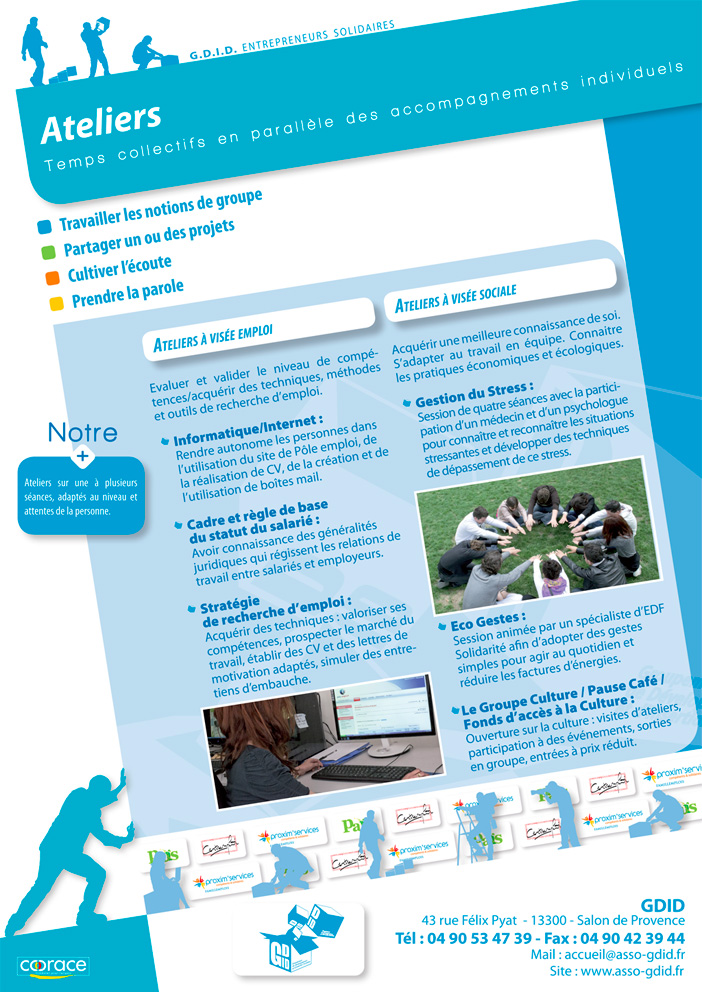 G.D.I.D. ENTREPRENEURS SOLIDAIRES
Ateliers
Temps collectifs en parallèle des accompagnements individuels
Travailler les notions de groupe
Partager un ou des projets
Cultiver l'écoute
Prendre la parole
ATELIERS À VISÉE EMPLOI
Evaluer et valider le niveau de compé-
tences/acquérir des techniques, méthodes
et outils de recherche d'emploi.
Informatique/Internet :
Rendre autonome les personnes dans
l'utilisation du site de Pôle emploi, de
la réalisation de CV, de la création et de
l'utilisation de boîtes mail.
Cadre et règle de base
du statut du salarié :
Avoir connaissance des généralités
juridiques qui régissent les relations de
travail entre salariés et employeurs.
Stratégie
de recherche d'emploi :
Acquérir des techniques : valoriser ses
compétences, prospecter le marché du
travail, établir des CV et des lettres de
motivation adaptés, simuler des entre-
tiens d'embauche.
ATELIERS À VISÉE SOCIALE
Acquérir une meilleure connaissance de soi.
S'adapter au travail en équipe. Connaitre
les pratiques économiques et écologiques.
Gestion du Stress :
Session de quatre séances avec la partici-
pation d'un médecin et d'un psychologue
pour connaître et reconnaître les situations
stressantes et développer des techniques
de dépassement de ce stress.
Eco Gestes :
Session animée par un spécialiste d'EDF
Solidarité afin d'adopter des gestes
simples pour agir au quotidien et
réduire les factures d'énergies.
Le Groupe Culture / Pause Café /
Fonds d'accès à la Culture :
Ouverture sur la culture : visites d'ateliers,
participation à des événements, sorties
en groupe, entrées à prix réduit.
Notre
+
Ateliers sur une à plusieurs
séances, adaptés au niveau et
attentes de la personne.
proxim'services
proxim'services
proxim'services
proxim'services
GDID
GDID
43 rue Félix Pyat - 13300 - Salon de Provence
Tél : 04 90 53 47 39 - Fax : 04 90 42 39 44
Mail : accueil@asso-gdid.fr
Site : www.asso-gdid.fr
coorace